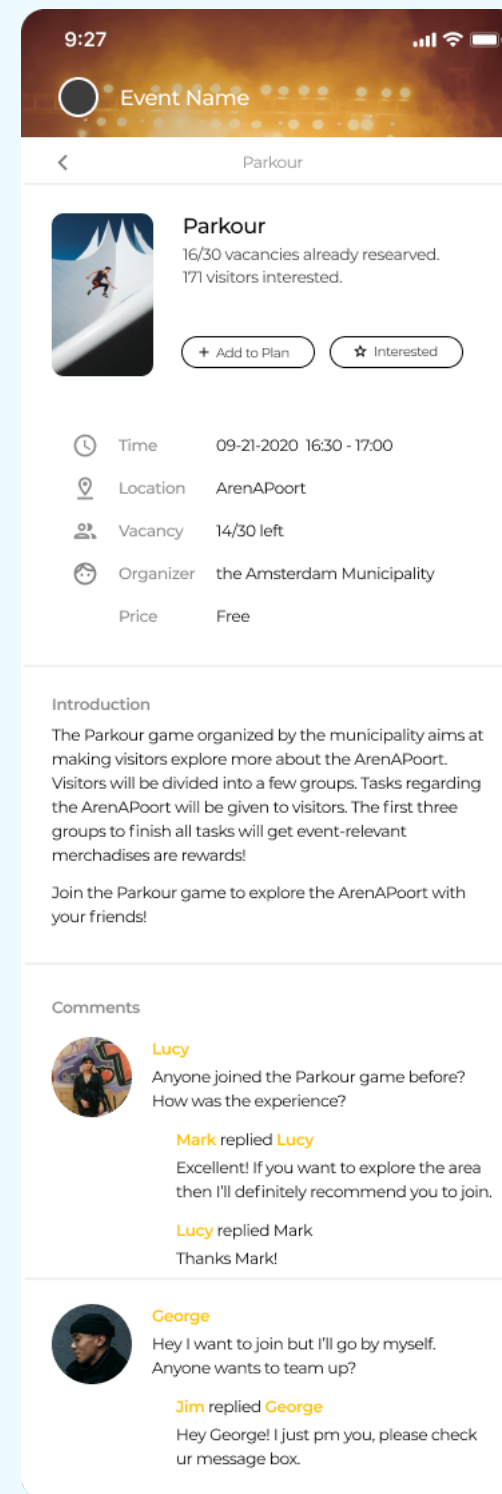 9:27
Event Name
Parkour
Parkour
16/30 vacancies already researved.
171 visitors interested.
+ Add to Plan
Interested
Time 09-21-2020 16:30 - 17:00
Location ArenAPoort
Vacancy 14/30 left
Organizer the Amsterdam Municipality
Price Free
Introduction
The Parkour game organized by the municipality aims at
making visitors explore more about the ArenAPoort.
Visitors will be divided into a few groups. Tasks regarding
the ArenAPoort will be given to visitors. The first three
groups to finish all tasks will get event-relevant
merchadises are rewards!
Join the Parkour game to explore the ArenAPoort with
your friends!
Comments
Lucy
Anyone joined the Parkour game before?
How was the experience?
Mark replied Lucy
Excellent! If you want to explore the area
then I'll definitely recommend you to join.
Lucy replied Mark
Thanks Mark!
George
Hey I want to join but I'll go by myself.
Anyone wants to team up?
Jim replied George
Hey George! I just pm you, please check
ur message box.